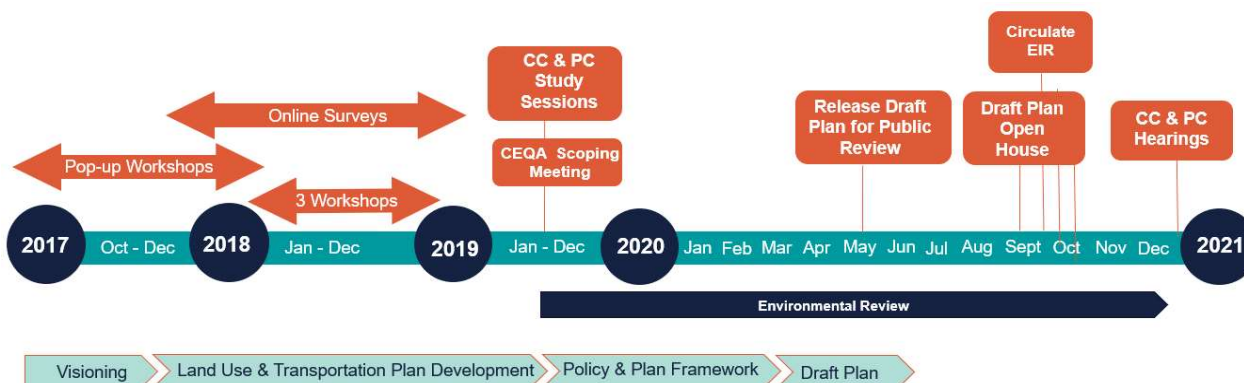 Circulate
EIR
CC & PC
Study
Sessions
Online Surveys
Release Draft
Plan for Public
Review
Draft Plan
Open
House
CC & PC
Hearings
Pop-up Workshops
CEQA Scoping
Meeting
3 Workshops
2017
Oct - Dec
2018
Jan - Dec
2019
Jan - Dec
2020
Jan Feb Mar Apr May Jun Jul Aug Sept Oct Nov Dec
2021
Environmental Review
Visioning
Land Use & Transportation Plan Development
Policy & Plan Framework
Draft Plan